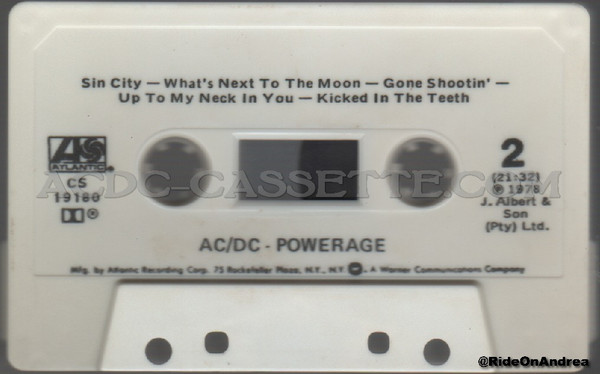 Sin City — What's Next To The Moon — Gone Shootin' —
Up To My Neck In You — Kicked In The Teeth
ATLANTIC
CS
19180
2
(21:32)
℗ 1978
J. Albert &
Son
(Pty) Ltd.
ACDC-CASSETTE.COM
AC/DC - POWERAGE
Mfg. by Atlantic Recording Corp. 75 Rockefeller Plaza, N.Y., N.Y. A Warner Communications Company
@RideOnAndrea